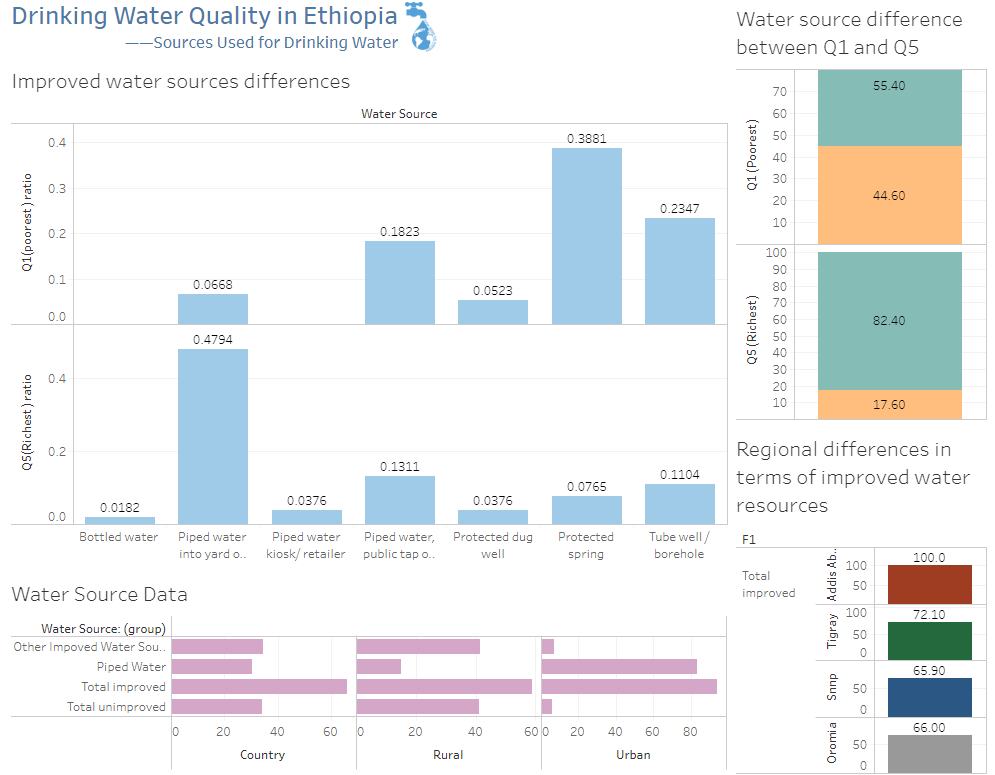 Drinking Water Quality in Ethiopia
——Sources Used for Drinking Water
Improved water sources differences
Water Source
Q1(poorest ) ratio
0.4
0.3
0.2
0.1
0.0
0.0668
0.1823
0.0523
0.3881
0.2347
Q5(Richest ) ratio
0.4
0.2
0.0
0.0182
0.4794
0.0376
0.1311
0.0376
0.0765
0.1104
Bottled water
Piped water
into yard o..
Piped water
kiosk/ retailer
Piped water,
public tap o..
Protected dug
well
Protected
spring
Tube well /
borehole
Water Source Data
Water Source: (group)
Other Impoved Water Sou..
Piped Water
Total improved
Total unimproved
0 20 40 60
Country
0 20 40 60
Rural
0 20 40 60 80
Urban
Water source difference
between Q1 and Q5
Q1 (Poorest)
70
60
50
40
30
20
10
55.40
44.60
Q5 (Richest)
100
90
80
70
60
50
40
30
20
10
82.40
17.60
Regional differences in
terms of improved water
resources
F1
Total
improved
Addis Ab..
100
50
100.0
Tigray
100
50
0
72.10
Snnp
50
0
65.90
Oromia
50
0
66.00